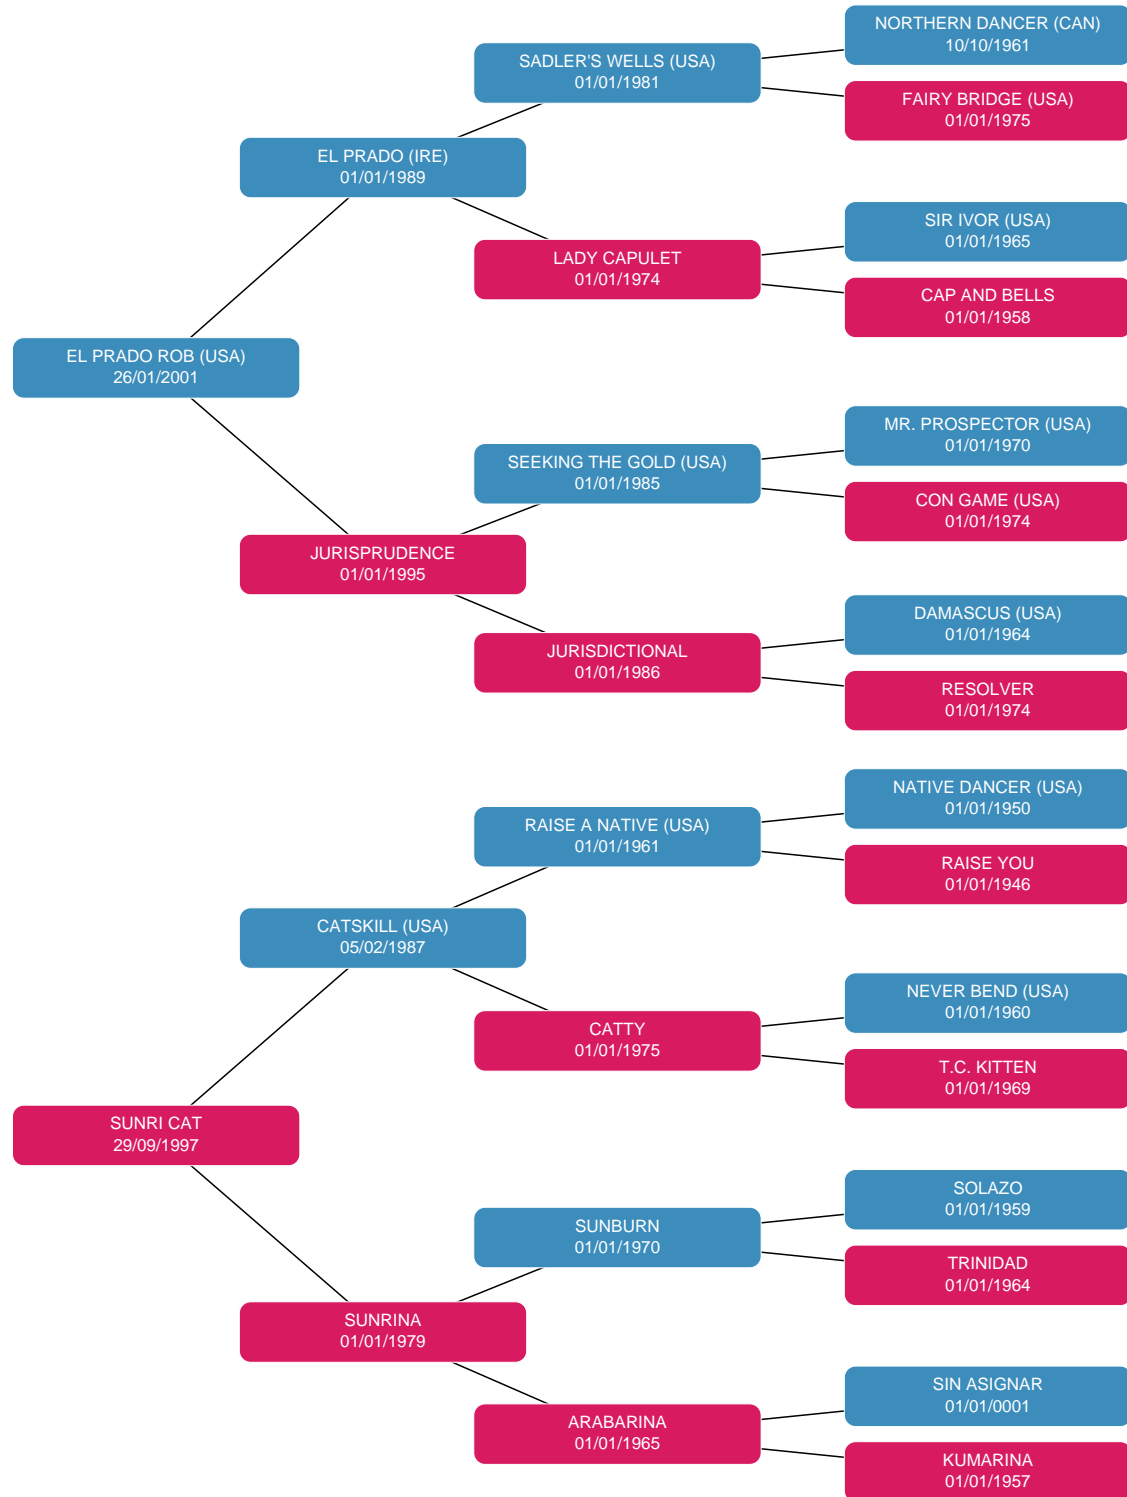 NORTHERN DANCER (CAN)
10/10/1961
SADLER'S WELLS (USA)
01/01/1981
FAIRY BRIDGE (USA)
01/01/1975
EL PRADO (IRE)
01/01/1989
SIR IVOR (USA)
01/01/1965
LADY CAPULET
01/01/1974
CAP AND BELLS
01/01/1958
EL PRADO ROB (USA)
26/01/2001
MR. PROSPECTOR (USA)
01/01/1970
SEEKING THE GOLD (USA)
01/01/1985
CON GAME (USA)
01/01/1974
JURISPRUDENCE
01/01/1995
DAMASCUS (USA)
01/01/1964
JURISDICTIONAL
01/01/1986
RESOLVER
01/01/1974
NATIVE DANCER (USA)
01/01/1950
RAISE A NATIVE (USA)
01/01/1961
RAISE YOU
01/01/1946
CATSKILL (USA)
05/02/1987
NEVER BEND (USA)
01/01/1960
CATTY
01/01/1975
T.C. KITTEN
01/01/1969
SUNRI CAT
29/09/1997
SOLAZO
01/01/1959
SUNBURN
01/01/1970
TRINIDAD
01/01/1964
SUNRINA
01/01/1979
SIN ASIGNAR
01/01/0001
ARABARINA
01/01/1965
KUMARINA
01/01/1957